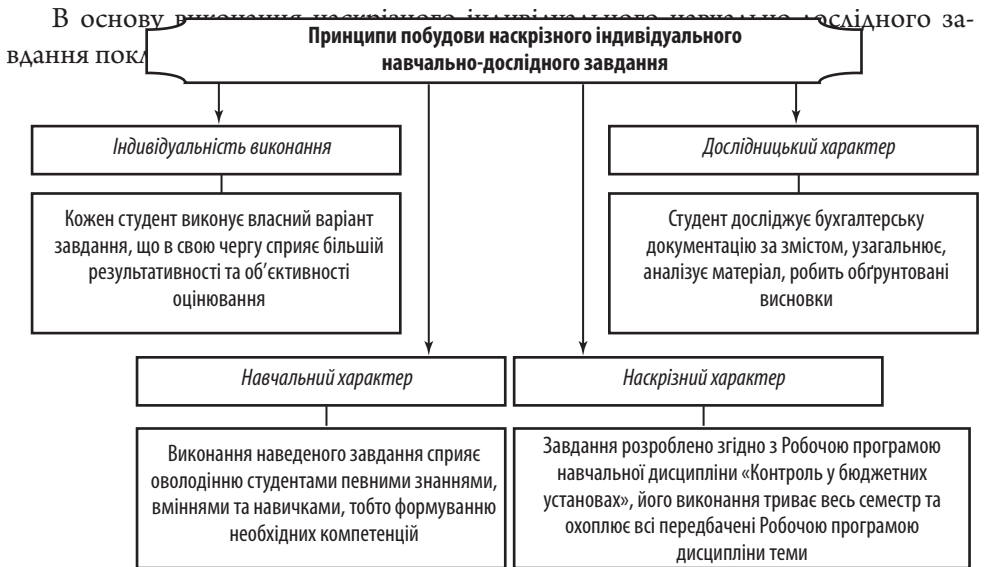 В основу виконання наскрізного індивідуального навчально-дослідного за-
вдання
Принципи побудови наскрізного індивідуального
навчально-дослідного завдання
Індивідуальність виконання
Кожен студент виконує власний варіант
завдання, що в свою чергу сприяє більшій
результативності та об’єктивності
оцінювання
Дослідницький характер
Студент досліджує бухгалтерську
документацію за змістом, узагальнює,
аналізує матеріал, робить обґрунтовані
висновки
Навчальний характер
Виконання наведеного завдання сприяє
оволодінню студентами певними знаннями,
вміннями та навичками, тобто формуванню
необхідних компетенцій
Наскрізний характер
Завдання розроблено згідно з Робочою програмою
навчальної дисципліни «Контроль у бюджетних
установах», його виконання триває весь семестр та
охоплює всі передбачені Робочою програмою
дисципліни теми